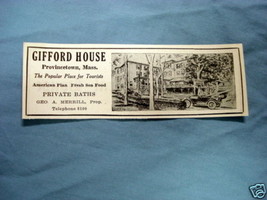 GIFFORD HOUSE
Provincetown, Mass.
The Popular Place for Tourists
American Plan Fresh Sea Food
PRIVATE BATHS
GEO. A. MERRILL, Prop.
Telephone